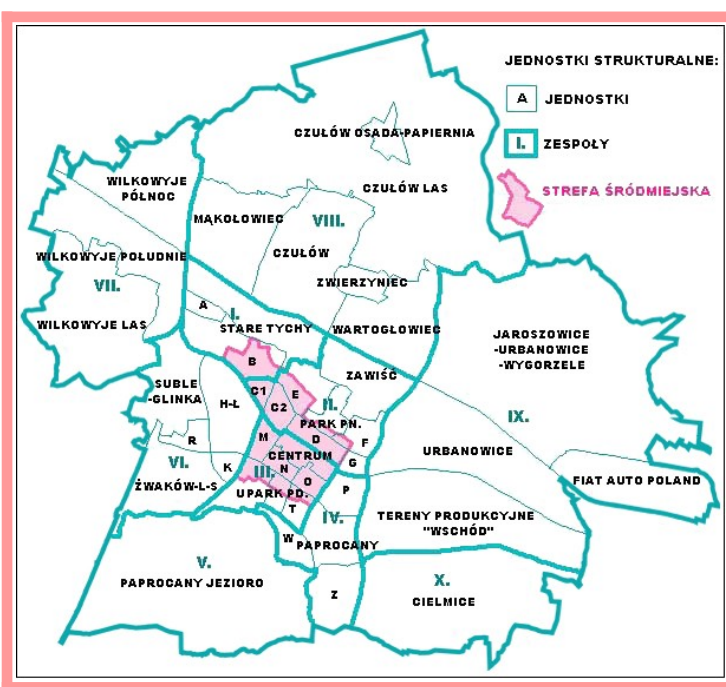 JEDNOSTKI STRUKTURALNE:
A JEDNOSTKI
I. ZESPOŁY
STREFA ŚRÓDMIEJSKA
CZUŁÓW OSADA-PAPIERNIA
WILKOWYJE
PÓŁNOC
CZUŁÓW LAS
MĄKOŁOWIEC
VIII.
CZUŁÓW
WILKOWYJE POŁUDNIE
VII.
ZWIERZYNIEC
A
I.
WILKOWYJE LAS
STARE TYCHY
WARTOGŁOWIEC
JAROSZOWICE
-URBANOWICE
-WYGORZELE
B
ZAWIŚĆ
SUBLE
-GLINKA
H-Ł
C1
E
C2
II.
IX.
PARK PN.
R
M
D
F
URBANOWICE
CENTRUM
G
VI.
K
III.
N
FIAT AUTO POLAND
ŻWAKÓW-L-S
O
P
U
PARK PD.
T
IV.
TERENY PRODUKCYJNE
"WSCHÓD"
W
PAPROCANY
V.
PAPROCANY JEZIORO
X.
Z
CIELMICE